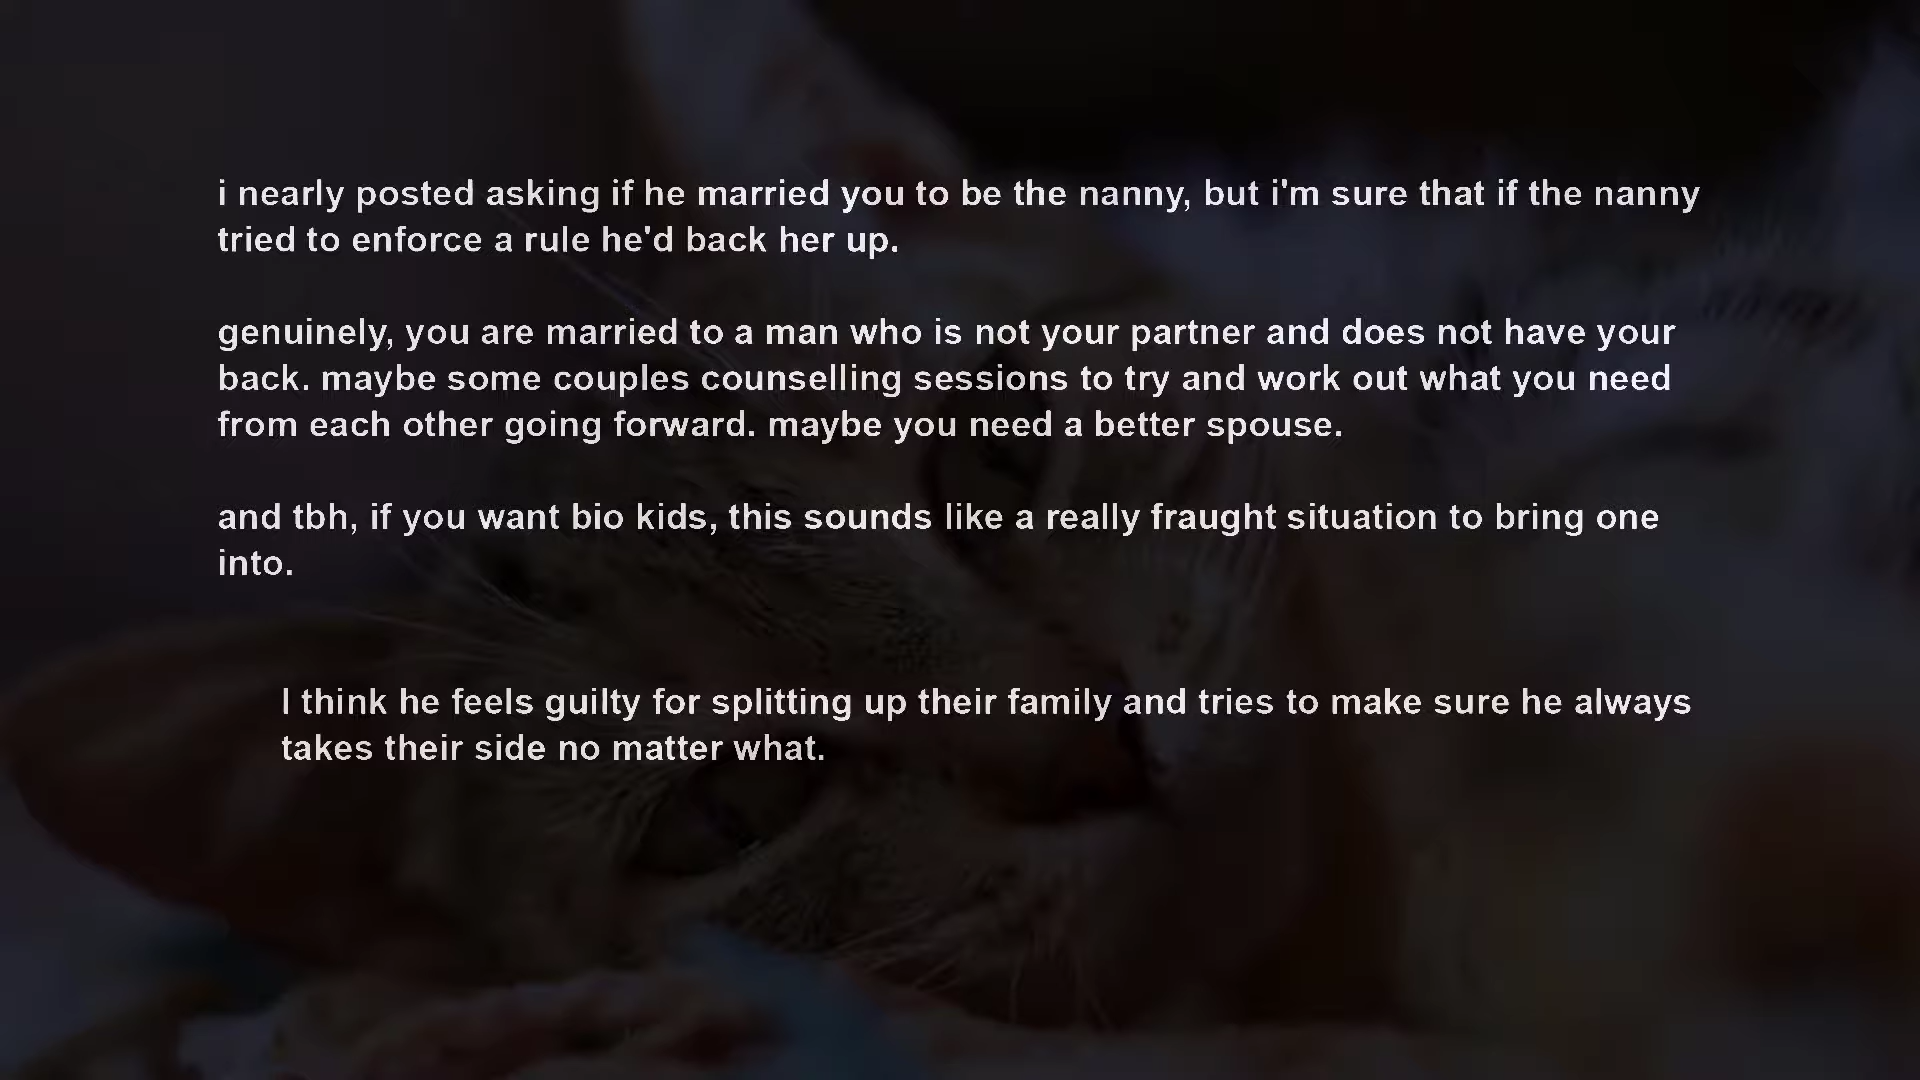 i nearly posted asking if he married you to be the nanny, but i'm sure that if the nanny
tried to enforce a rule he'd back her up.
genuinely, you are married to a man who is not your partner and does not have your
back. maybe some couples counselling sessions to try and work out what you need
from each other going forward. maybe you need a better spouse.
and tbh, if you want bio kids, this sounds like a really fraught situation to bring one
into.
I think he feels guilty for splitting up their family and tries to make sure he always
takes their side no matter what.